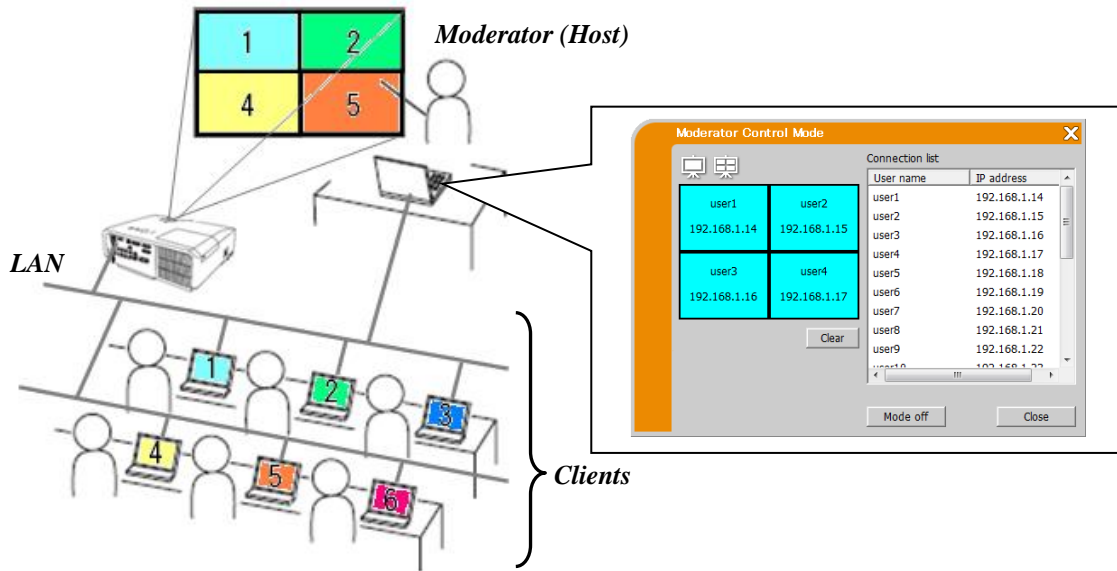 Moderator (Host)
1 2
4 5
LAN
1 2 3
4 5 6
Clients
Moderator Control Mode
Connection list
User name IP address
user1 192.168.1.14
user2 192.168.1.15
user3 192.168.1.16
user4 192.168.1.17
user5 192.168.1.18
user6 192.168.1.19
user7 192.168.1.20
user8 192.168.1.21
user9 192.168.1.22
user1 user2
192.168.1.14 192.168.1.15
user3 user4
192.168.1.16 192.168.1.17
Clear
Mode off Close